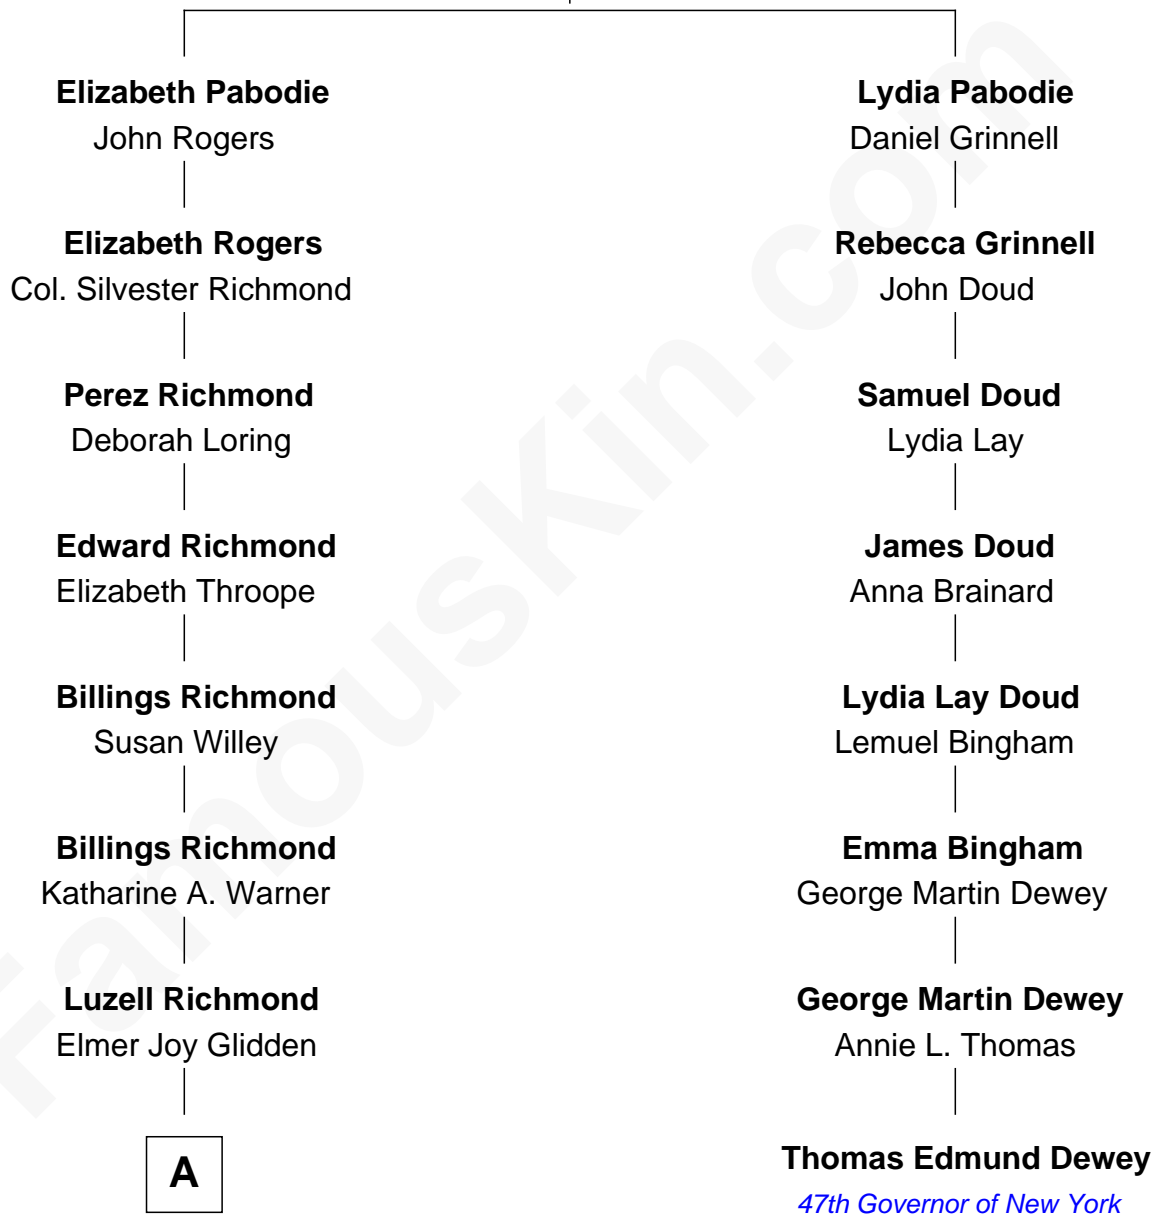 Elizabeth Pabodie
John Rogers
Elizabeth Rogers
Col. Silvester Richmond
Perez Richmond
Deborah Loring
Edward Richmond
Elizabeth Throope
Billings Richmond
Susan Willey
Billings Richmond
Katharine A. Warner
Luzell Richmond
Elmer Joy Glidden
A
Lydia Pabodie
Daniel Grinnell
Rebecca Grinnell
John Doud
Samuel Doud
Lydia Lay
James Doud
Anna Brainard
Lydia Lay Doud
Lemuel Bingham
Emma Bingham
George Martin Dewey
George Martin Dewey
Annie L. Thomas
Thomas Edmund Dewey
47th Governor of New York
FamousKin.com